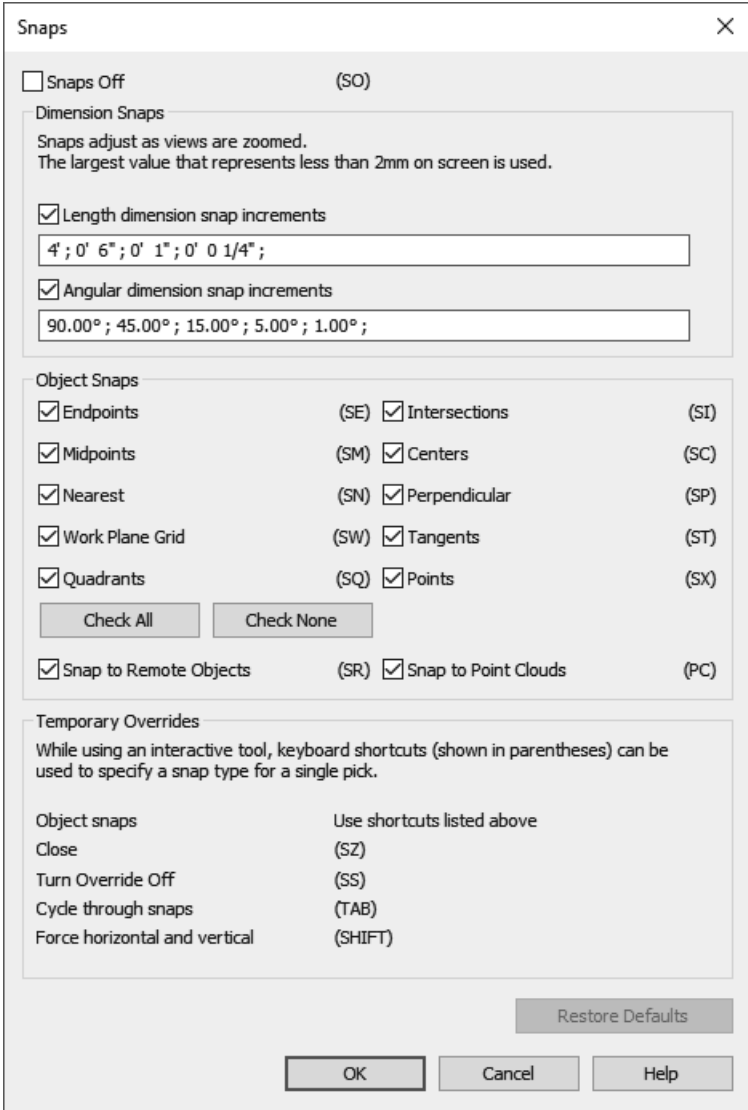 Snaps
Snaps Off (SO)
Dimension Snaps
Snaps adjust as views are zoomed.
The largest value that represents less than 2mm on screen is used.
Length dimension snap increments
4' ; 0'  6" ; 0'  1" ; 0'  0 1/4" ;
Angular dimension snap increments
90.00° ; 45.00° ; 15.00° ; 5.00° ; 1.00° ;
Object Snaps
Endpoints (SE) Intersections (SI)
Midpoints (SM) Centers (SC)
Nearest (SN) Perpendicular (SP)
Work Plane Grid (SW) Tangents (ST)
Quadrants (SQ) Points (SX)
Check All Check None
Snap to Remote Objects (SR) Snap to Point Clouds (PC)
Temporary Overrides
While using an interactive tool, keyboard shortcuts (shown in parentheses) can be
used to specify a snap type for a single pick.
Object snaps Use shortcuts listed above
Close (SZ)
Turn Override Off (SS)
Cycle through snaps (TAB)
Force horizontal and vertical (SHIFT)
Restore Defaults
OK Cancel Help